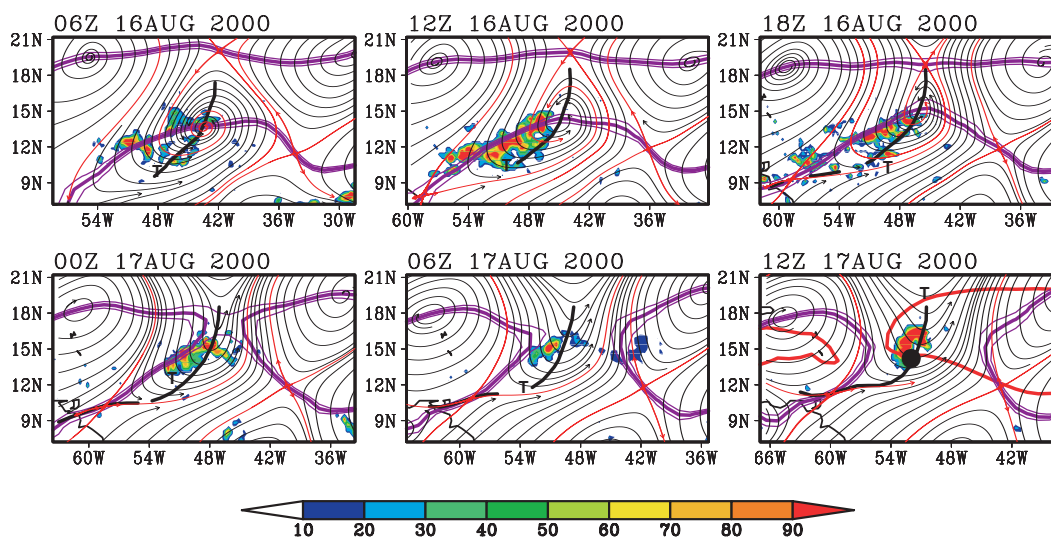 06Z 16AUG 2000
12Z 16AUG 2000
18Z 16AUG 2000
21N
18N
15N
12N
9N
T
54W 48W 42W 36W 30W
21N
18N
15N
12N
9N
T
60W 54W 48W 42W 36W
21N
18N
15N
12N
9N
T
60W 54W 48W 42W 36W
00Z 17AUG 2000
06Z 17AUG 2000
12Z 17AUG 2000
21N
18N
15N
12N
9N
T
60W 54W 48W 42W 36W
21N
18N
15N
12N
9N
T
60W 54W 48W 42W 36W
21N
18N
15N
12N
9N
T
66W 60W 54W 48W 42W
10 20 30 40 50 60 70 80 90